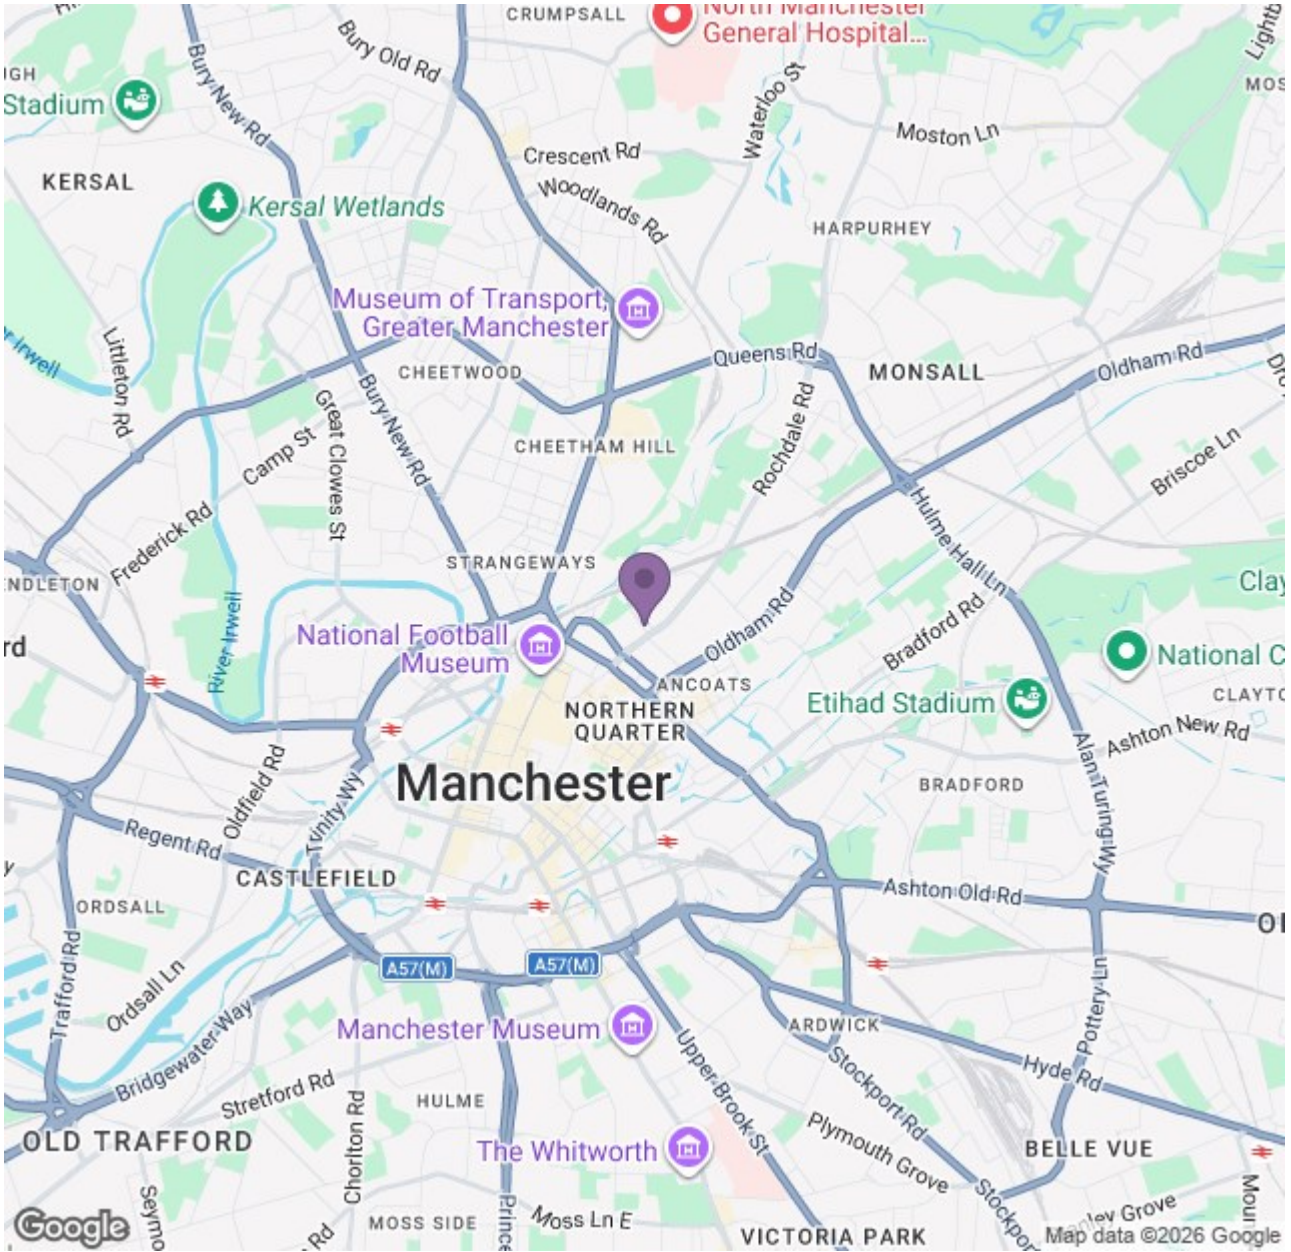 CRUMPSALL
North Manchester
General Hospital...
Bury Old Rd
Bury New Rd
Stadium
Waterloo St
Moston Ln
Crescent Rd
KERSAL
Woodlands Rd
Kersal Wetlands
HARPURHEY
Museum of Transport,
Greater Manchester
Littleton Rd
Queens Rd
Oldham Rd
CHEETWOOD
MONSALL
Bury New Rd
Great Clowes St
Rochdale Rd
Camp St
CHEETHAM HILL
Briscoe Ln
Frederick Rd
Hulme Hall Ln
STRANGEWAYS
River Irwell
Oldham Rd
Bradford Rd
National Football
Museum
National C
ANCOATS
Etihad Stadium
NORTHERN
QUARTER
Ashton New Rd
Oldfield Rd
Manchester
BRADFORD
Alan Turing Wy
Trinity Wy
Regent Rd
CASTLEFIELD
Ashton Old Rd
ORDSALL
Trafford Rd
Ordsall Ln
A57(M)
A57(M)
Pottery Ln
Bridgewater Way
Manchester Museum
ARDWICK
Upper Brook St
Stockport Rd
Hyde Rd
Stretford Rd
HULME
Chorlton Rd
OLD TRAFFORD
The Whitworth
Plymouth Grove
BELLE VUE
MOSS SIDE
Moss Ln E
VICTORIA PARK
Google
Map data ©2026 Google